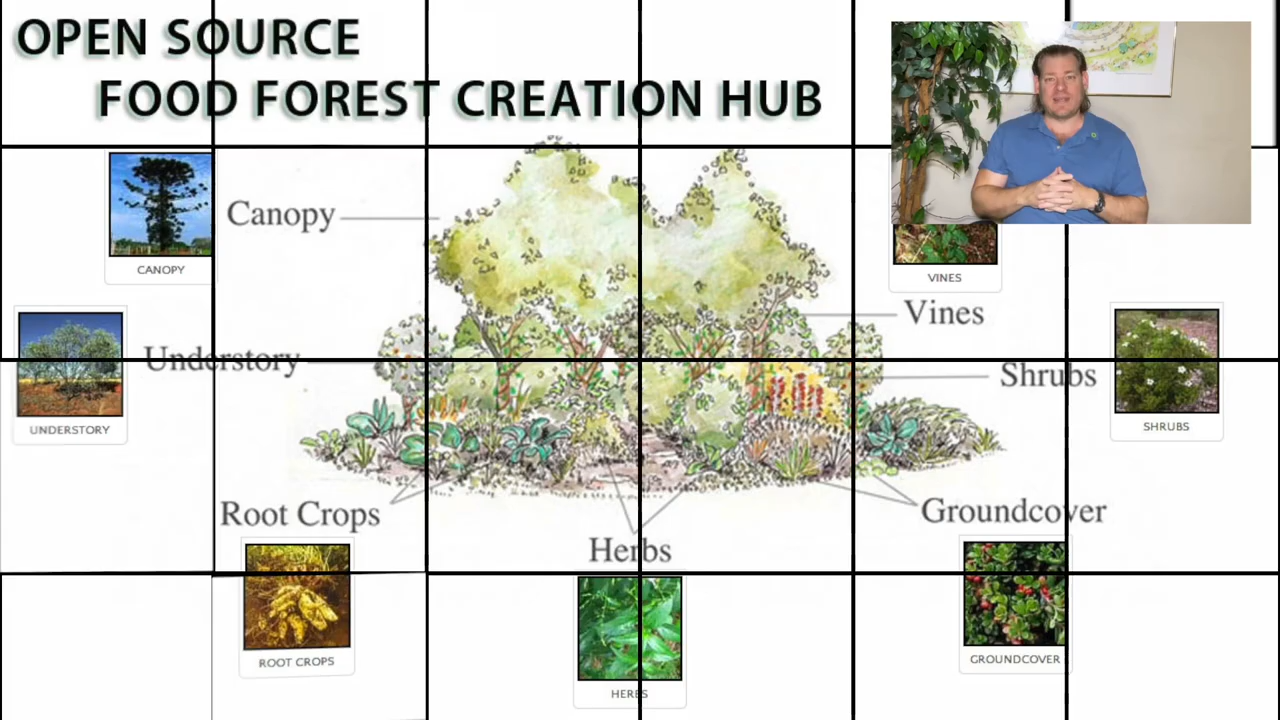 OPEN SOURCE
FOOD FOREST CREATION HUB
Canopy
CANOPY
VINES
Vines
Understory
Shrubs
UNDERSTORY
SHRUBS
Root Crops
Groundcover
Herbs
ROOT CROPS
GROUNDCOVER
HERBS